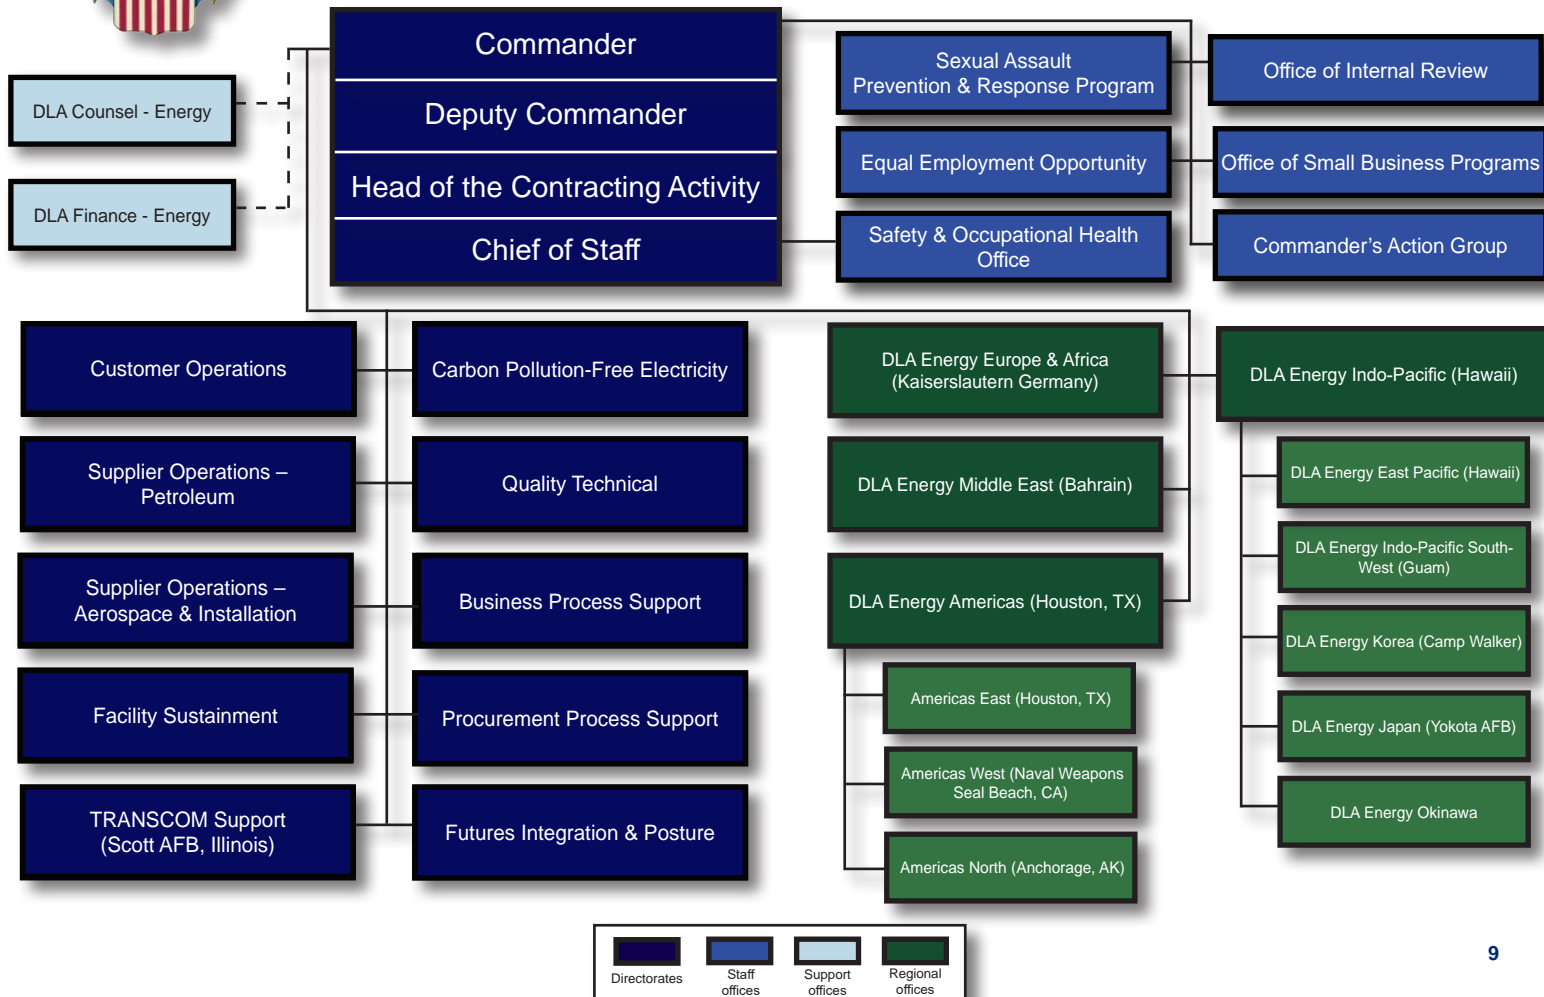 Commander
Deputy Commander
Head of the Contracting Activity
Chief of Staff
DLA Counsel - Energy
DLA Finance - Energy
Sexual Assault
Prevention & Response Program
Office of Internal Review
Equal Employment Opportunity
Office of Small Business Programs
Safety & Occupational Health
Office
Commander's Action Group
Customer Operations
Carbon Pollution-Free Electricity
Supplier Operations –
Petroleum
Quality Technical
Supplier Operations –
Aerospace & Installation
Business Process Support
Facility Sustainment
Procurement Process Support
TRANSCOM Support
(Scott AFB, Illinois)
Futures Integration & Posture
DLA Energy Europe & Africa
(Kaiserslautern Germany)
DLA Energy Middle East (Bahrain)
DLA Energy Americas (Houston, TX)
Americas East (Houston, TX)
Americas West (Naval Weapons
Seal Beach, CA)
Americas North (Anchorage, AK)
DLA Energy Indo-Pacific (Hawaii)
DLA Energy East Pacific (Hawaii)
DLA Energy Indo-Pacific South-
West (Guam)
DLA Energy Korea (Camp Walker)
DLA Energy Japan (Yokota AFB)
DLA Energy Okinawa
Directorates
Staff
offices
Support
offices
Regional
offices
9